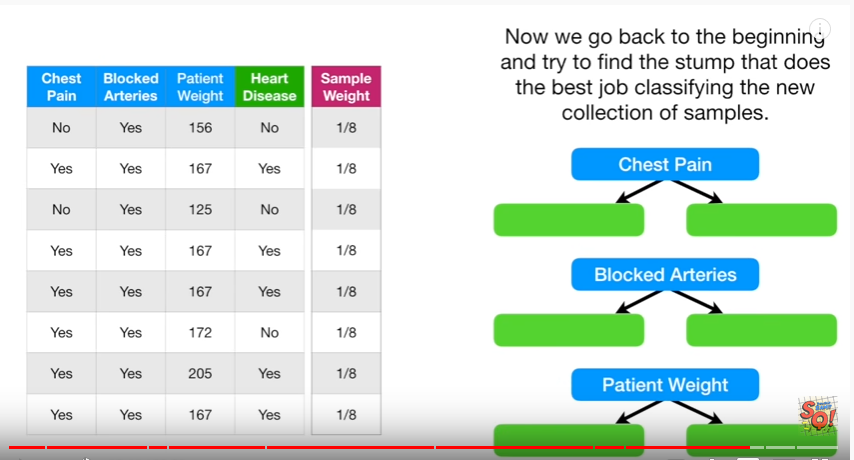 Now we go back to the beginning
and try to find the stump that does
the best job classifying the new
collection of samples.
Chest Pain Blocked Arteries Patient Weight Heart Disease Sample Weight
No Yes 156 No 1/8
Yes Yes 167 Yes 1/8
No Yes 125 No 1/8
Yes Yes 167 Yes 1/8
Yes Yes 167 Yes 1/8
Yes Yes 172 No 1/8
Yes Yes 205 Yes 1/8
Yes Yes 167 Yes 1/8
Chest Pain
Blocked Arteries
Patient Weight